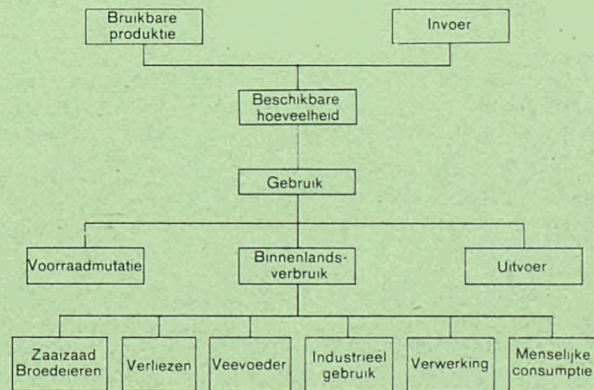 Bruikbare
produktie
Invoer
Beschikbare
hoeveelheid
Gebruik
Voorraadmutatie
Binnenlands-
verbruik
Uitvoer
Zaaizaad
Broedeieren
Verliezen
Veevoeder
Industrieel
gebruik
Verwerking
Menselijke
consumptie